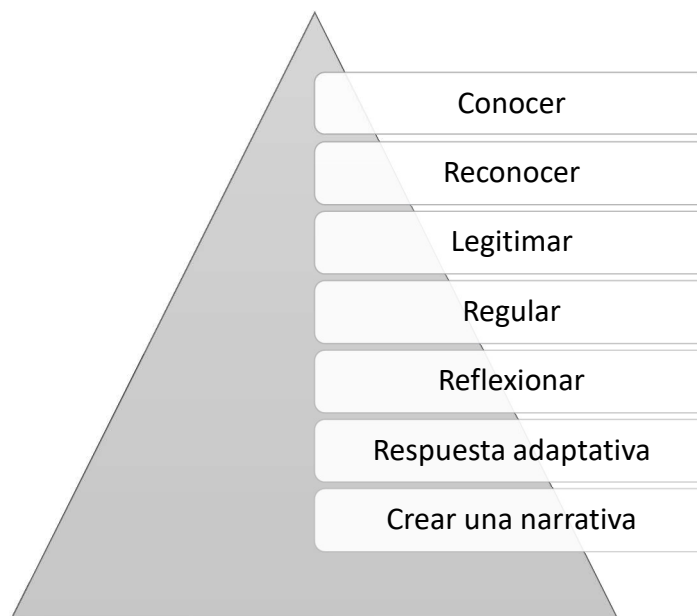 Conocer
Reconocer
Legitimar
Regular
Reflexionar
Respuesta adaptativa
Crear una narrativa